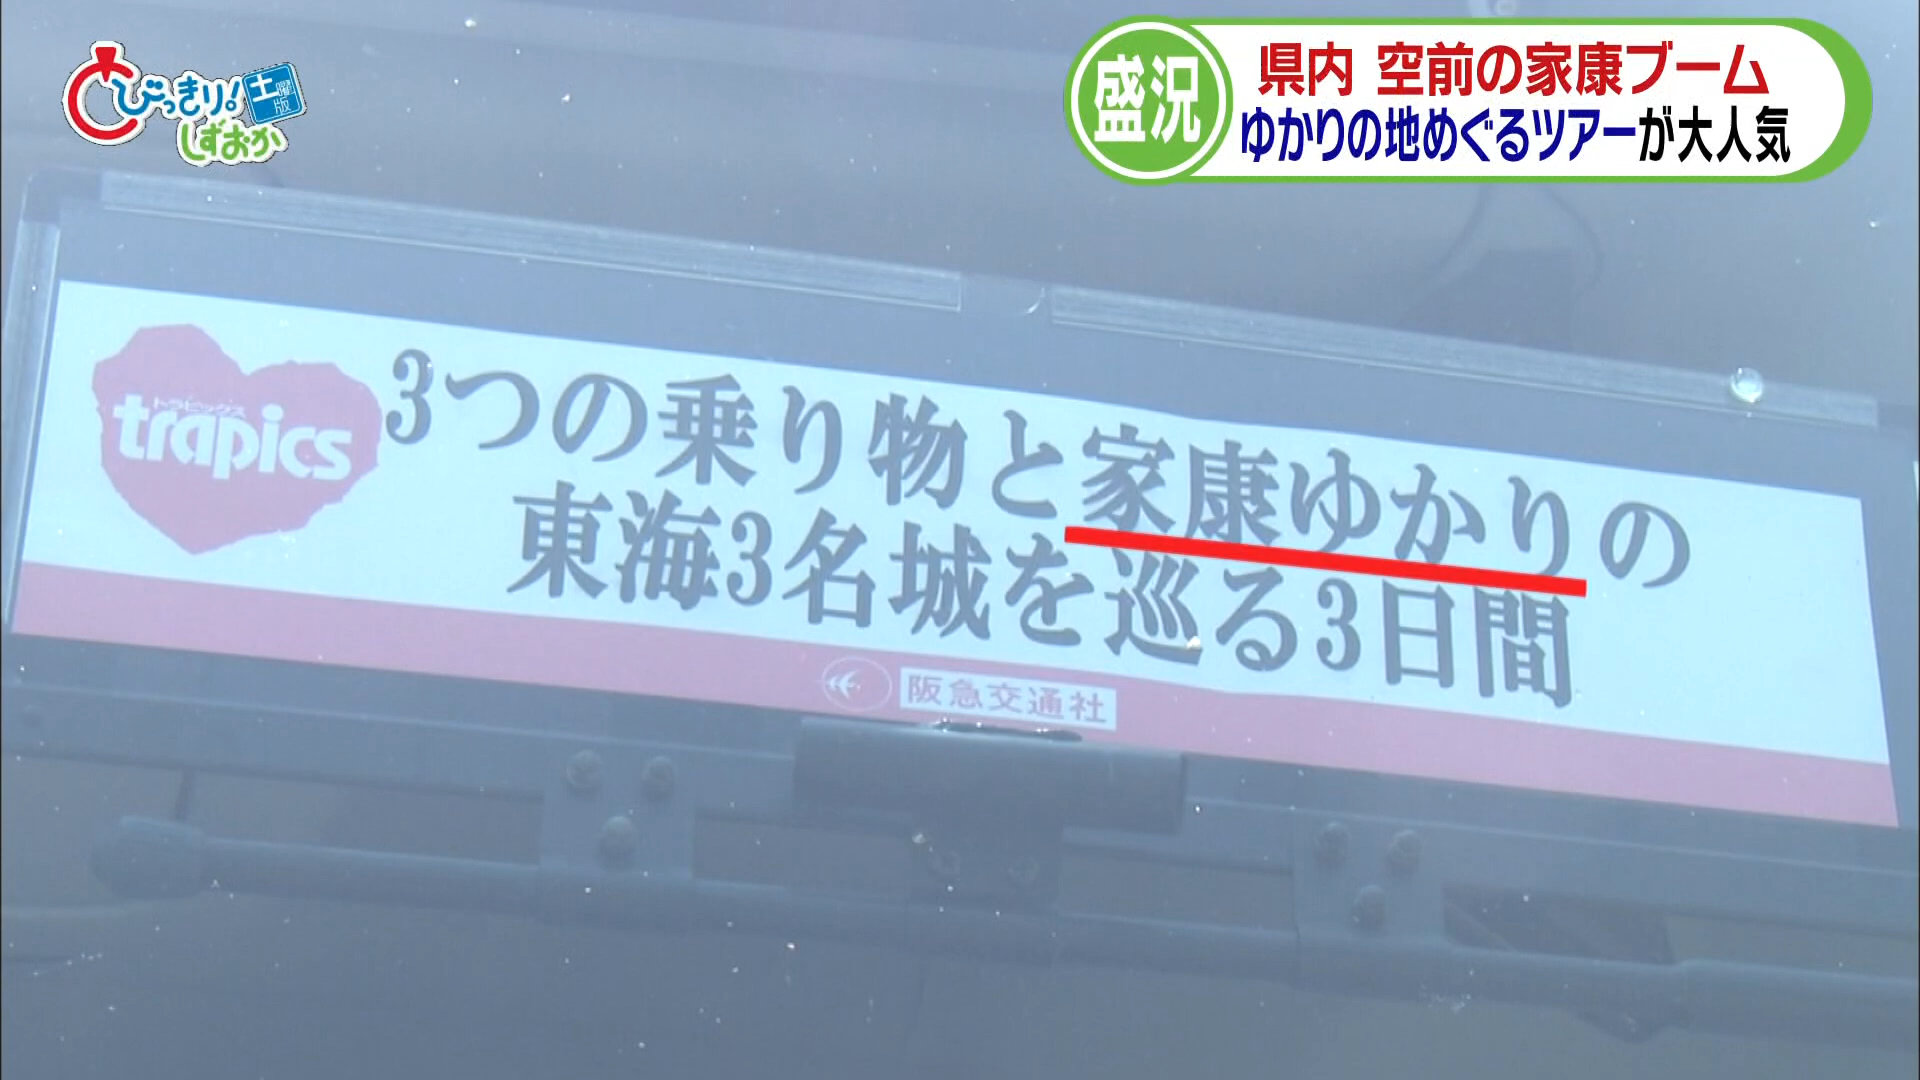 とびっきり!
しずおか
土曜版
盛況
県内 空前の家康ブーム
ゆかりの地めぐるツアーが大人気
トラピックス
trapics
3つの乗り物と家康ゆかりの
東海3名城を巡る3日間
阪急交通社